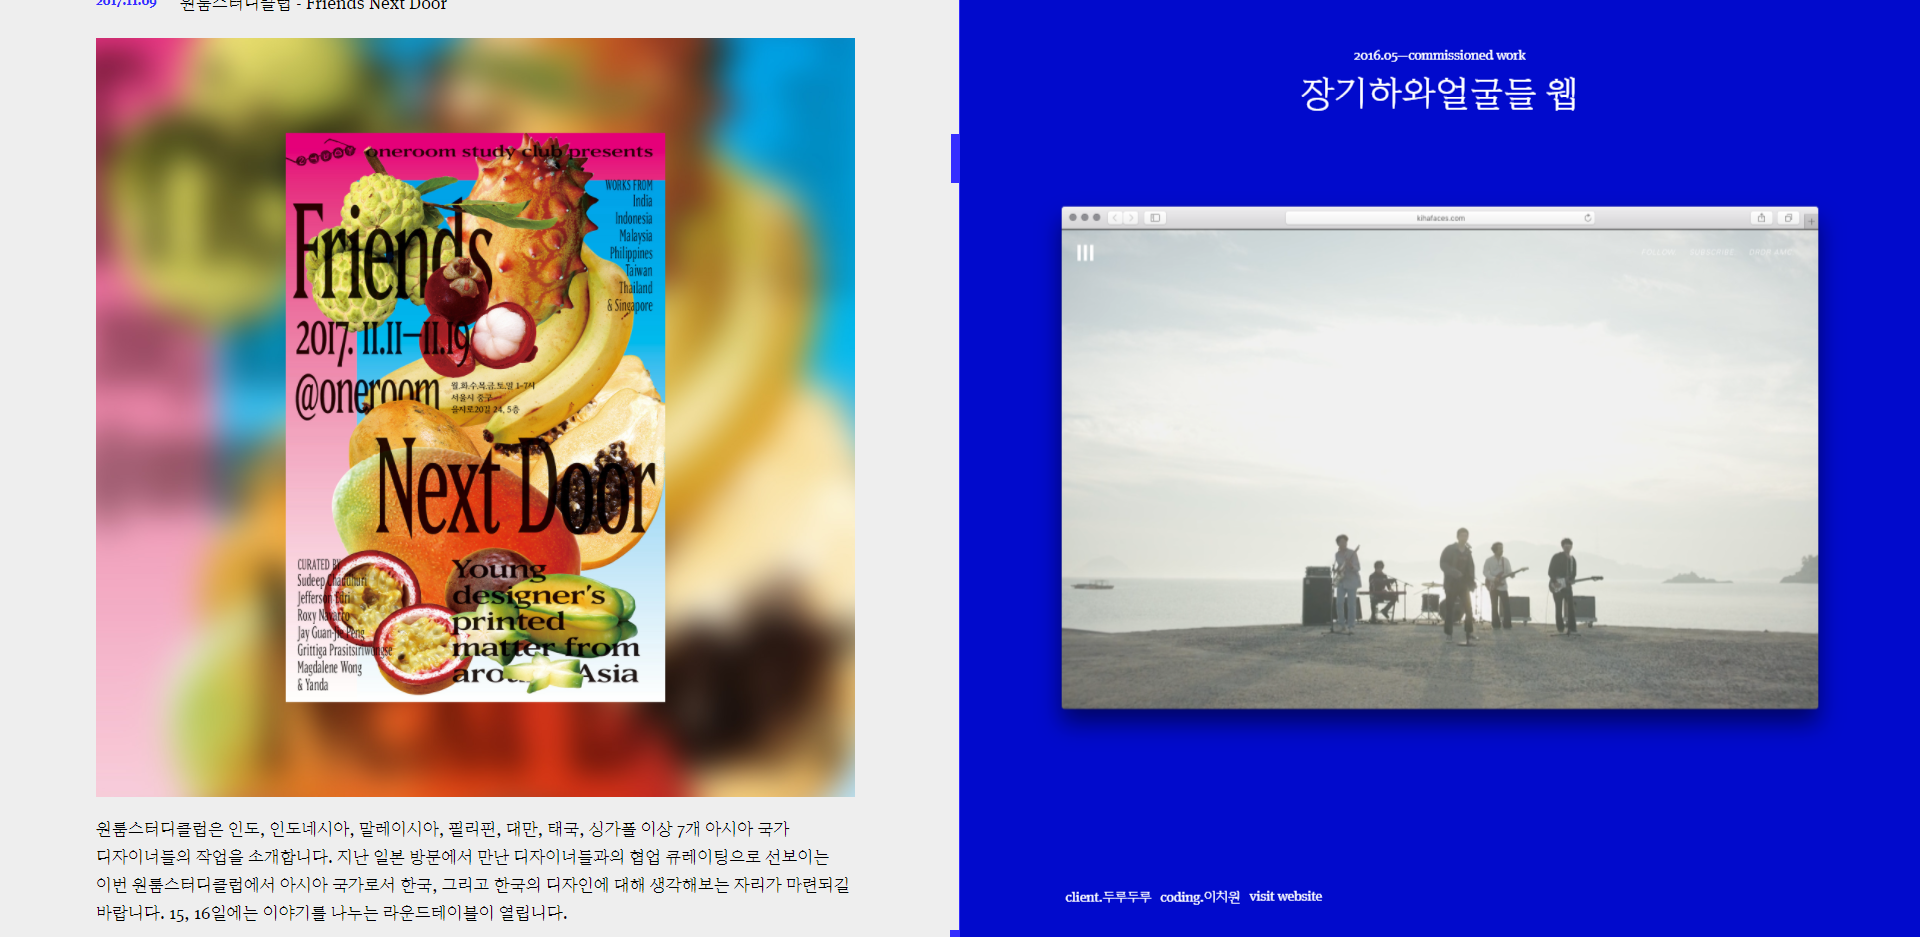 2017.11.09 원룸스터디클럽 - Friends Next Door
oneroom study club presents
WORKS FROM
India
Indonesia
Malaysia
Philippines
Taiwan
Thailand
& Singapore
Friends
2017. 11.11—11.19
@oneroom
월.화.수.목.금.토.일 1-7시
서울시 중구
을지로20길 24, 5층
Next Door
CURATED BY
Sudeep Chaudhuri
Jefferson
Roxy Navarro
Jay Guan-Jie Peng
Grittiga Prasitsiriwongse
Magdalene Wong
& Yanda
Young
designer's
printed
matter from
around Asia
원룸스터디클럽은 인도, 인도네시아, 말레이시아, 필리핀, 대만, 태국, 싱가폴 이상 7개 아시아 국가
디자이너들의 작업을 소개합니다. 지난 일본 방문에서 만난 디자이너들과의 협업 큐레이팅으로 선보이는
이번 원룸스터디클럽에서 아시아 국가로서 한국, 그리고 한국의 디자인에 대해 생각해보는 자리가 마련되길
바랍니다. 15, 16일에는 이야기를 나누는 라운드테이블이 열립니다.
2016.05—commissioned work
장기하와얼굴들 웹
kihafaces.com
FOLLOW SUBSCRIBE DROP A MIC
client.두루두루 coding.이치원 visit website